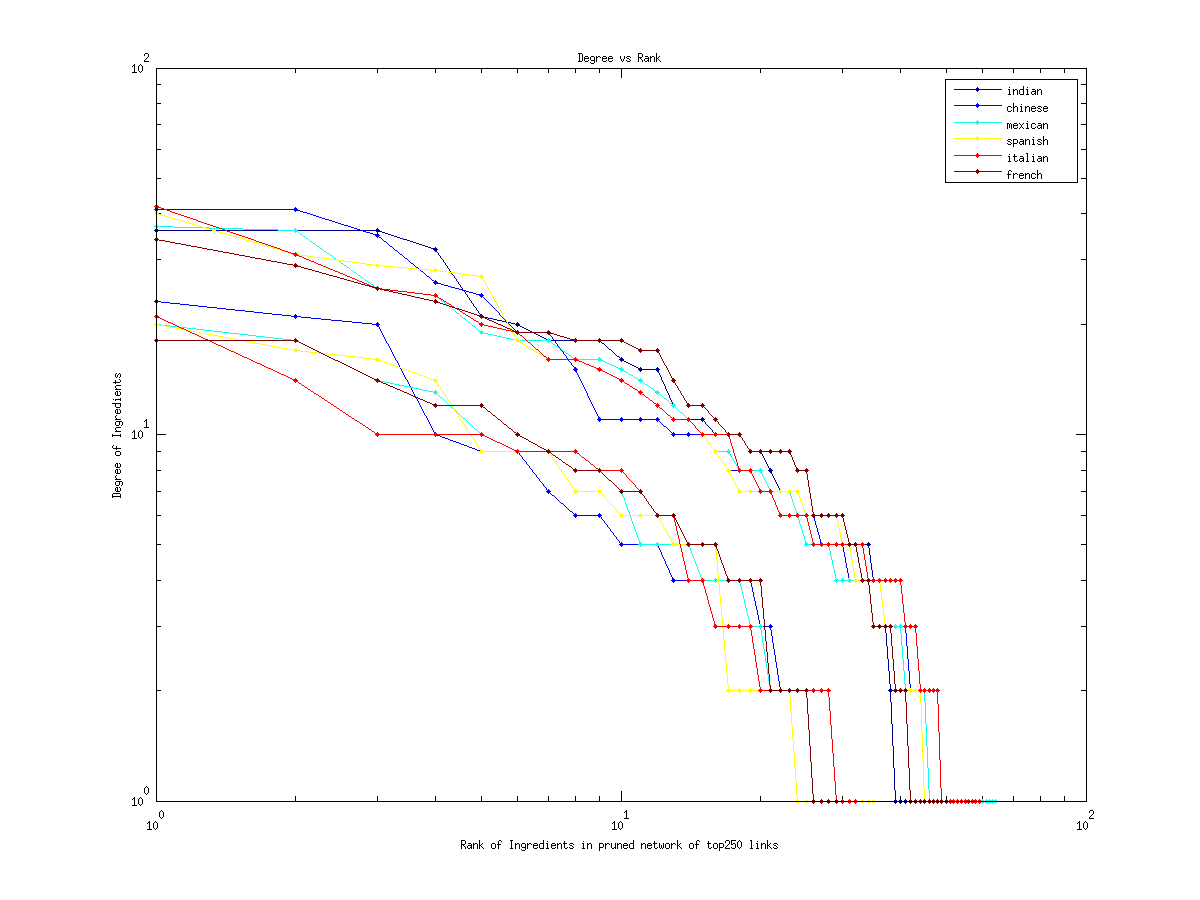 Degree vs Rank
10^2
10^1
10^0
Degree of Ingredients
indian
chinese
mexican
spanish
italian
french
10^0
10^1
10^2
Rank of Ingredients in pruned network of top250 links